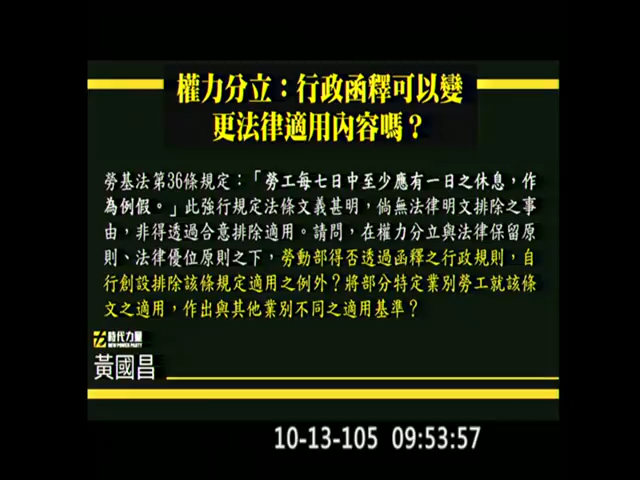 權力分立：行政函釋可以變
更法律適用內容嗎？
勞基法第36條規定：「勞工每七日中至少應有一日之休息，作
為例假。」此強行規定法條文義甚明，倘無法律明文排除之事
由，非得透過合意排除適用。請問，在權力分立與法律保留原
則、法律優位原則之下，勞動部得否透過函釋之行政規則，自
行創設排除該條規定適用之例外？將部分特定業別勞工就該條
文之適用，作出與其他業別不同之適用基準？
時代力量
NEW POWER PARTY
黃國昌
10-13-105 09:53:57